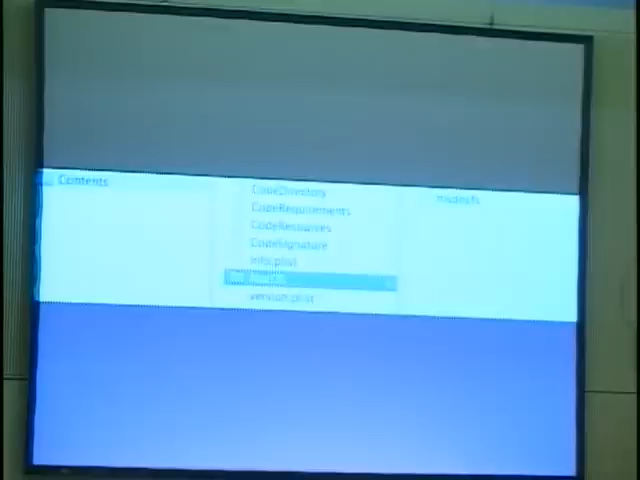 Contents
CodeDirectory
CodeRequirements
CodeResources
CodeSignature
Info.plist
version.plist